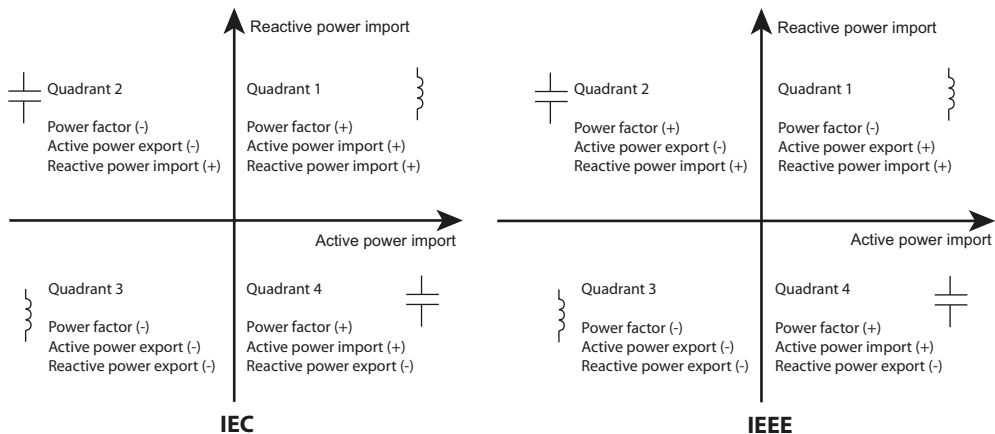 Reactive power import
Quadrant 2
Power factor (-)
Active power export (-)
Reactive power import (+)
Quadrant 1
Power factor (+)
Active power import (+)
Reactive power import (+)
Active power import
Quadrant 3
Power factor (-)
Active power export (-)
Reactive power export (-)
Quadrant 4
Power factor (+)
Active power import (+)
Reactive power export (-)
IEC
Reactive power import
Quadrant 2
Power factor (+)
Active power export (-)
Reactive power import (+)
Quadrant 1
Power factor (-)
Active power export (+)
Reactive power import (+)
Active power import
Quadrant 3
Power factor (-)
Active power export (-)
Reactive power export (-)
Quadrant 4
Power factor (+)
Active power import (+)
Reactive power export (-)
IEEE